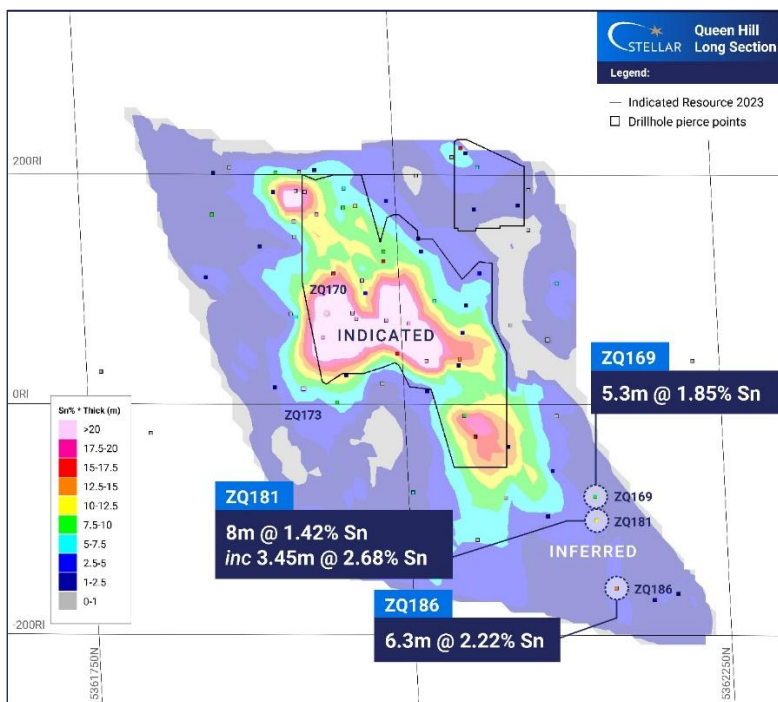 STELLAR
Queen Hill
Long Section
Legend:
Indicated Resource 2023
Drillhole pierce points
200Rl
ZQ170
INDICATED
ZQ169
5.3m @ 1.85% Sn
0Rl
ZQ173
Sn% * Thick (m)
>20
17.5-20
15-17.5
12.5-15
10-12.5
7.5-10
5-7.5
2.5-5
1-2.5
0-1
ZQ181
8m @ 1.42% Sn
inc 3.45m @ 2.68% Sn
ZQ169
ZQ181
INFERRED
ZQ186
ZQ186
6.3m @ 2.22% Sn
-200Rl
5361750N
5362250N